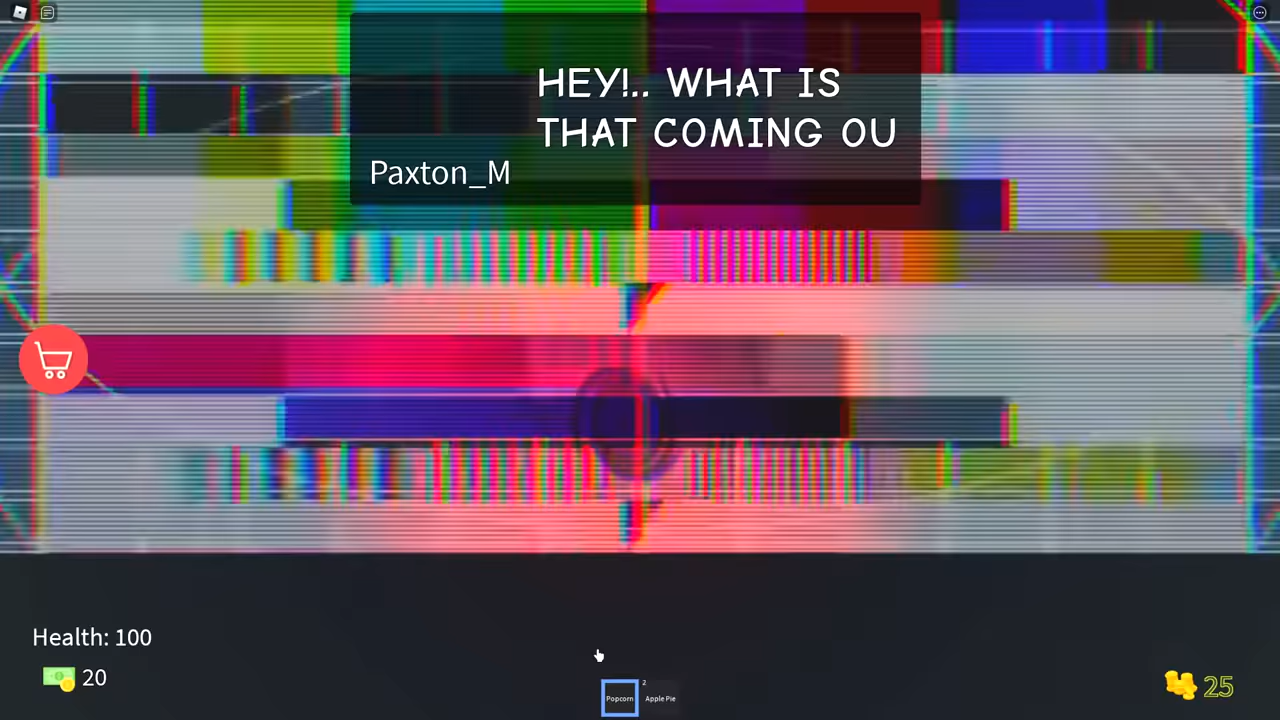 HEY!.. WHAT IS
THAT COMING OU
Paxton_M
Health: 100
20
2
Popcorn
Apple Pie
25